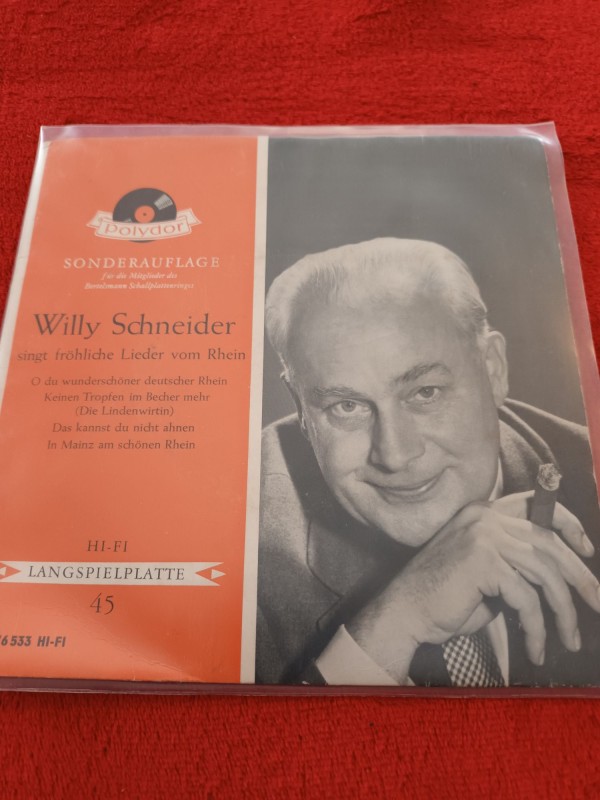 Polydor
SONDERAUFLAGE
für die Mitglieder des
Bertelsmann Schallplattenringes
Willy Schneider
singt fröhliche Lieder vom Rhein
O du wunderschöner deutscher Rhein
Keinen Tropfen im Becher mehr
(Die Lindenwirtin)
Das kannst du nicht ahnen
In Mainz am schönen Rhein
HI-FI
LANGSPIELPLATTE
45
6 533 HI-FI